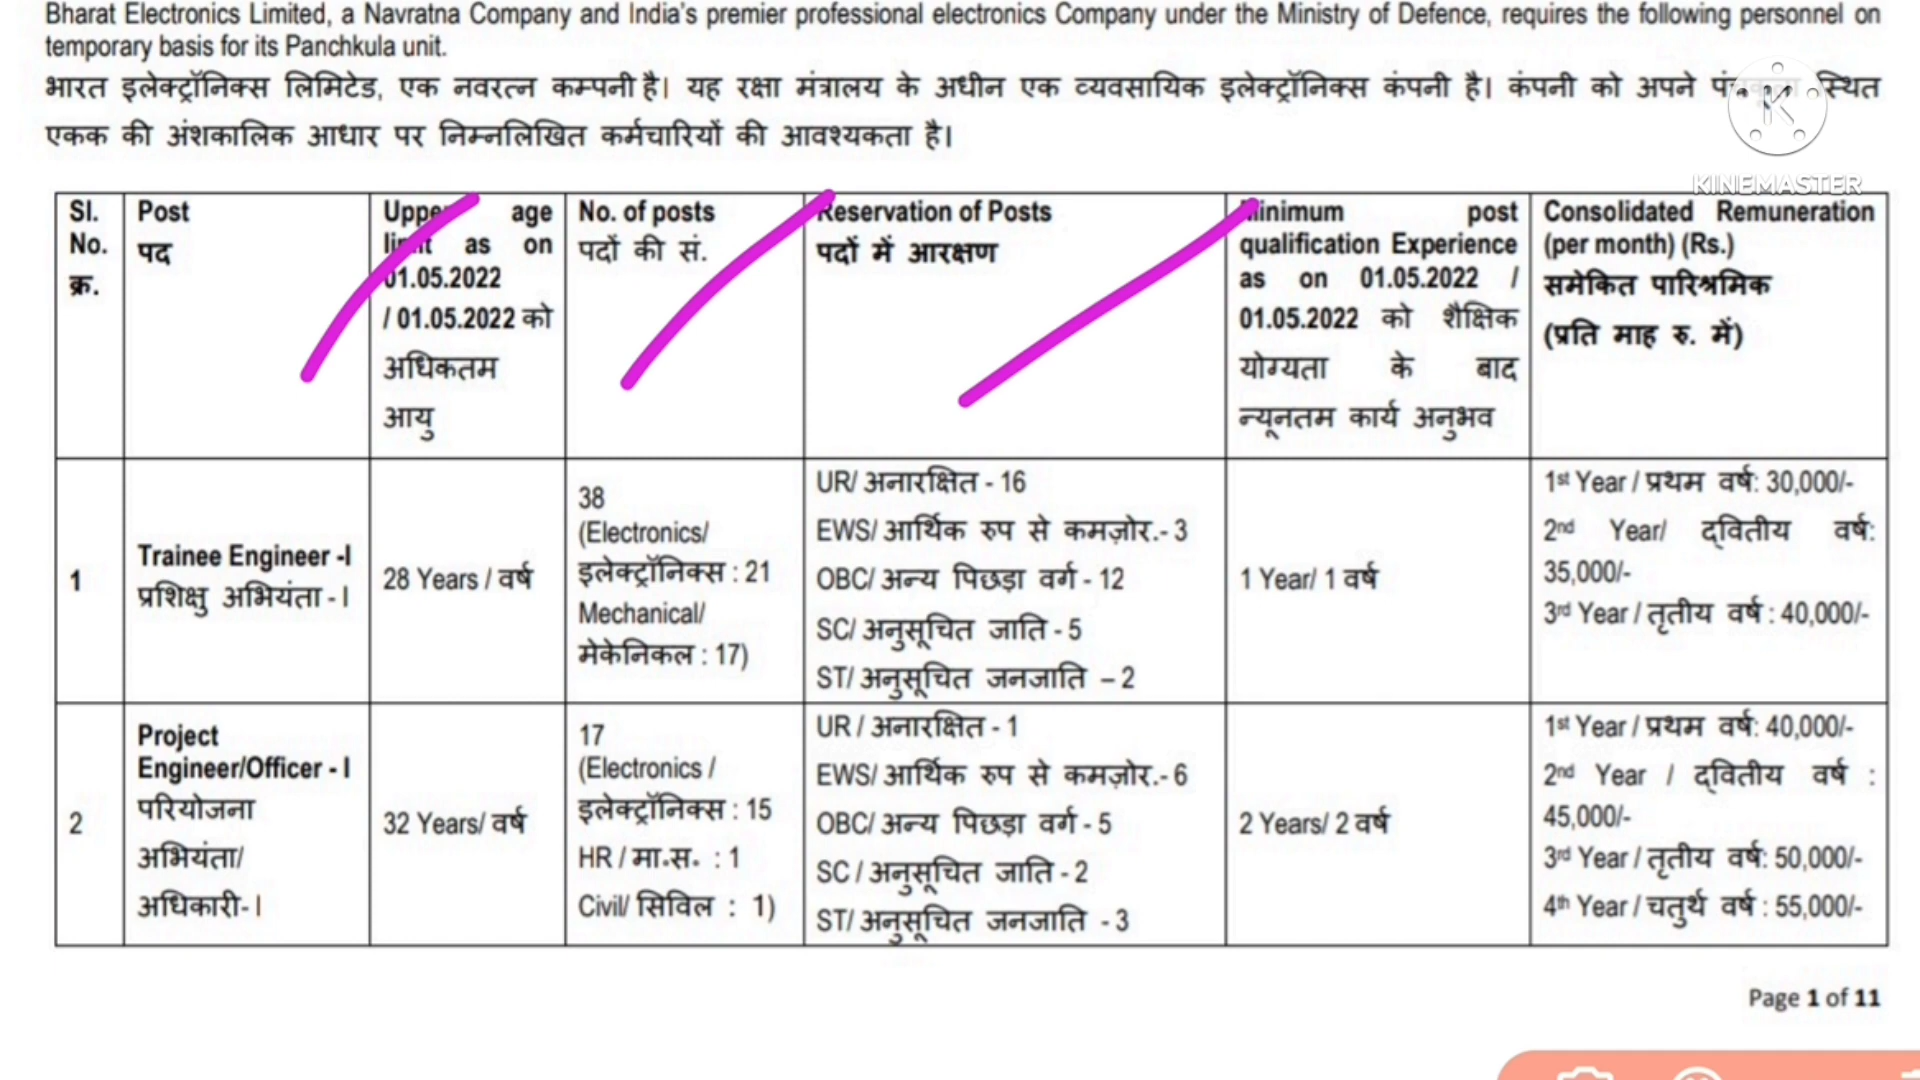 Bharat Electronics Limited, a Navratna Company and India's premier professional electronics Company under the Ministry of Defence, requires the following personnel on
temporary basis for its Panchkula unit.
भारत इलेक्ट्रॉनिक्स लिमिटेड, एक नवरत्न कम्पनी है। यह रक्षा मंत्रालय के अधीन एक व्यवसायिक इलेक्ट्रॉनिक्स कंपनी है। कंपनी को अपने स्थित
एकक की अंशकालिक आधार पर निम्नलिखित कर्मचारियों की आवश्यकता है।
KINEMASTER
Sl.
No.
क्र.
Post
पद
Upper age
limit as on
01.05.2022
/ 01.05.2022 को
अधिकतम
आयु
No. of posts
पदों की सं.
Reservation of Posts
पदों में आरक्षण
Minimum post
qualification Experience
as on 01.05.2022 /
01.05.2022 को शैक्षिक
योग्यता के बाद
न्यूनतम कार्य अनुभव
Consolidated Remuneration
(per month) (Rs.)
समेकित पारिश्रमिक
(प्रति माह रु. में)
1
Trainee Engineer -I
प्रशिक्षु अभियंता - I
28 Years / वर्ष
38
(Electronics/
इलेक्ट्रॉनिक्स : 21
Mechanical/
मेकेनिकल : 17)
UR/ अनारक्षित - 16
EWS/ आर्थिक रुप से कमज़ोर.- 3
OBC/ अन्य पिछड़ा वर्ग - 12
SC/ अनुसूचित जाति - 5
ST/ अनुसूचित जनजाति – 2
1 Year/ 1 वर्ष
1st Year / प्रथम वर्ष: 30,000/-
2nd Year/ द्वितीय वर्ष:
35,000/-
3rd Year / तृतीय वर्ष : 40,000/-
2
Project
Engineer/Officer - I
परियोजना
अभियंता/
अधिकारी- I
32 Years/ वर्ष
17
(Electronics /
इलेक्ट्रॉनिक्स : 15
HR / मा.स. : 1
Civil/ सिविल : 1)
UR / अनारक्षित - 1
EWS/ आर्थिक रुप से कमज़ोर.- 6
OBC/ अन्य पिछड़ा वर्ग - 5
SC / अनुसूचित जाति - 2
ST/ अनुसूचित जनजाति - 3
2 Years/ 2 वर्ष
1st Year / प्रथम वर्ष: 40,000/-
2nd Year / द्वितीय वर्ष :
45,000/-
3rd Year / तृतीय वर्ष: 50,000/-
4th Year / चतुर्थ वर्ष : 55,000/-
Page 1 of 11